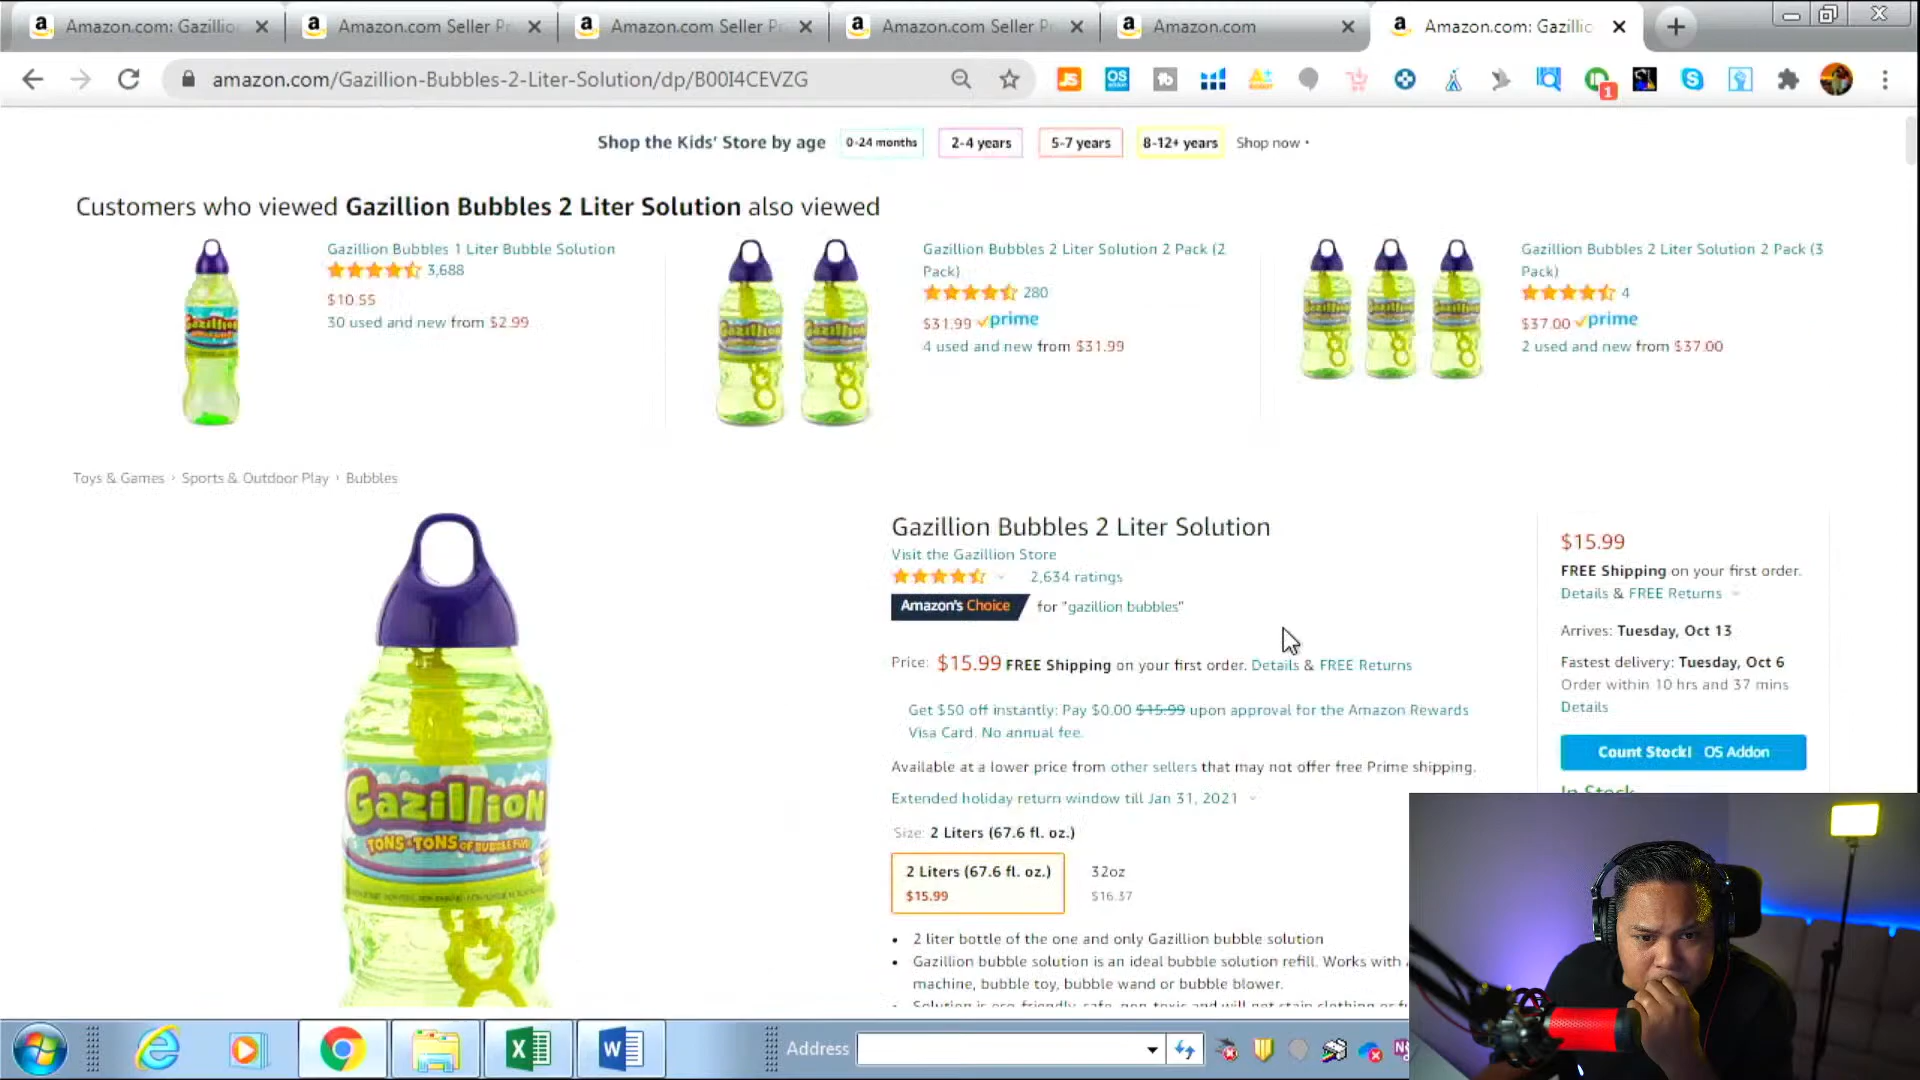 Amazon.com: Gazillio
Amazon.com Seller Pr
Amazon.com Seller P
Amazon.com Seller P
Amazon.com
Amazon.com: Gazillic
amazon.com/Gazillion-Bubbles-2-Liter-Solution/dp/B00I4CEVZG
Shop the Kids' Store by age 0-24 months 2-4 years 5-7 years 8-12+ years Shop now
Customers who viewed Gazillion Bubbles 2 Liter Solution also viewed
Gazillion Bubbles 1 Liter Bubble Solution
3,688
$10.55
30 used and new from $2.99
Gazillion Bubbles 2 Liter Solution 2 Pack (2
Pack)
280
$31.99 prime
4 used and new from $31.99
Gazillion Bubbles 2 Liter Solution 2 Pack (3
Pack)
4
$37.00 prime
2 used and new from $37.00
Toys & Games › Sports & Outdoor Play › Bubbles
Gazillion
TONS & TONS OF BUBBLE FUN!
Gazillion Bubbles 2 Liter Solution
Visit the Gazillion Store
2,634 ratings
Amazon's Choice for "gazillion bubbles"
Price: $15.99 FREE Shipping on your first order. Details & FREE Returns
Get $50 off instantly: Pay $0.00 $15.99 upon approval for the Amazon Rewards
Visa Card. No annual fee.
Available at a lower price from other sellers that may not offer free Prime shipping.
Extended holiday return window till Jan 31, 2021
Size: 2 Liters (67.6 fl. oz.)
2 Liters (67.6 fl. oz.)
$15.99
32oz
$16.37
• 2 liter bottle of the one and only Gazillion bubble solution
• Gazillion bubble solution is an ideal bubble solution refill. Works with
machine, bubble toy, bubble wand or bubble blower.
• Solution is eco-friendly, safe, non-toxic and will not stain clothing or
$15.99
FREE Shipping on your first order.
Details & FREE Returns
Arrives: Tuesday, Oct 13
Fastest delivery: Tuesday, Oct 6
Order within 10 hrs and 37 mins
Details
Count Stock! OS Addon
In Stock
Address